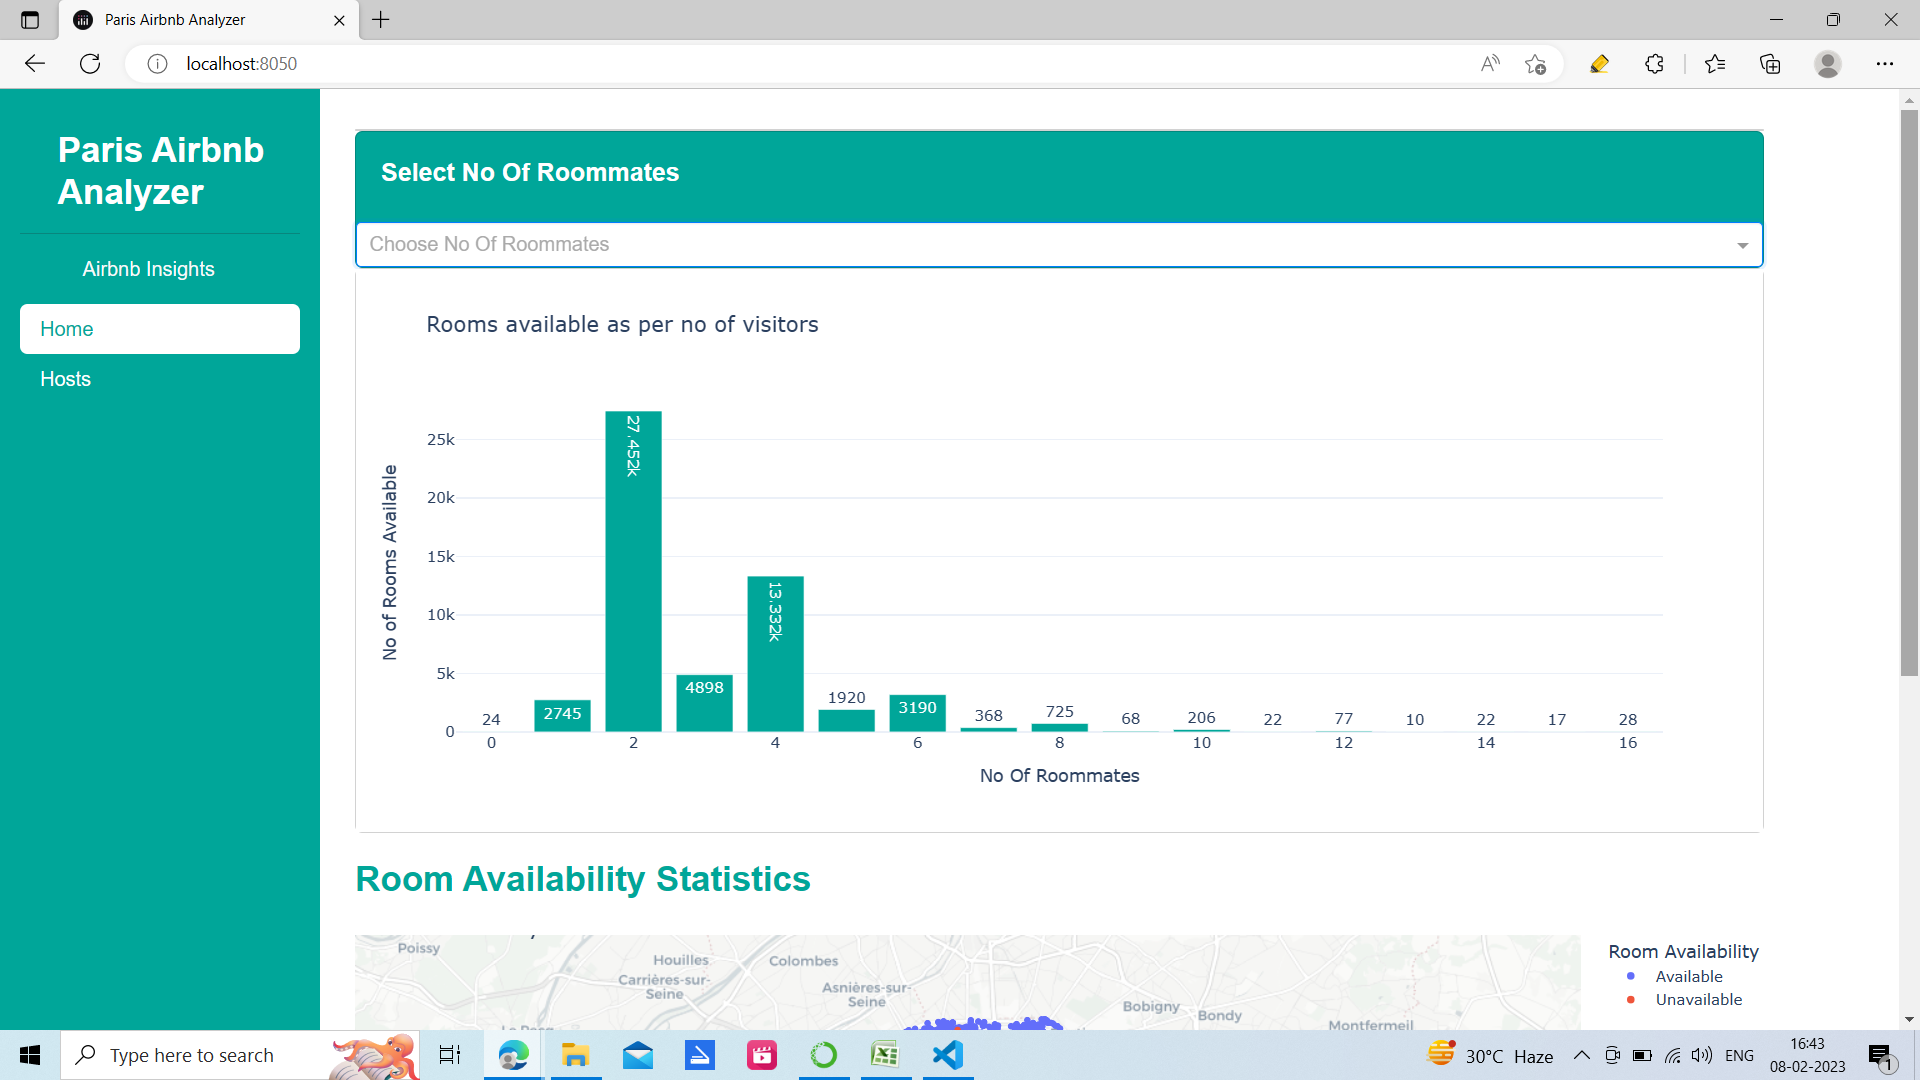 Paris Airbnb Analyzer
localhost:8050
Paris Airbnb
Analyzer
Airbnb Insights
Home
Hosts
Select No Of Roommates
Choose No Of Roommates
Rooms available as per no of visitors
No of Rooms Available
25k
20k
15k
10k
5k
0
24
2745
27.452k
4898
13.332k
1920
3190
368
725
68
206
22
77
10
22
17
28
0 2 4 6 8 10 12 14 16
No Of Roommates
Room Availability Statistics
Poissy
Houilles
Colombes
Carrières-sur-
Seine
Asnières-sur-
Seine
Bobigny
Bondy
Montfermeil
Room Availability
Available
Unavailable
Type here to search
30°C Haze
ENG
16:43
08-02-2023
1